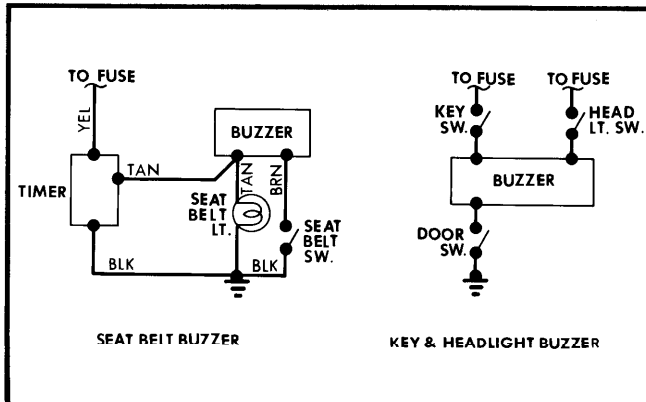 TO FUSE
YEL
TIMER
TAN
BUZZER
TAN
BRN
SEAT
BELT
LT.
SEAT
BELT
SW.
BLK
BLK
SEAT BELT BUZZER
TO FUSE
TO FUSE
KEY
SW.
HEAD
LT. SW.
BUZZER
DOOR
SW.
KEY & HEADLIGHT BUZZER